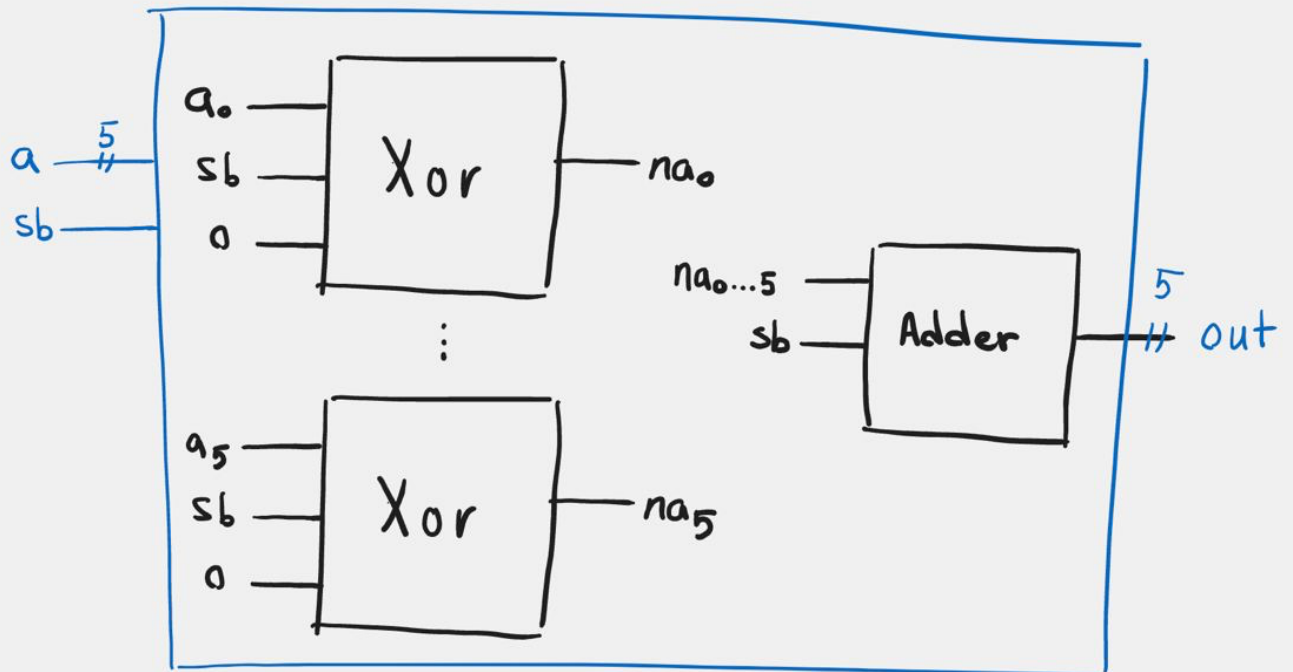 a
5
sb
a₀
sb
0
Xor
na₀
⋮
a₅
sb
0
Xor
na₅
na₀...₅
sb
Adder
5
out